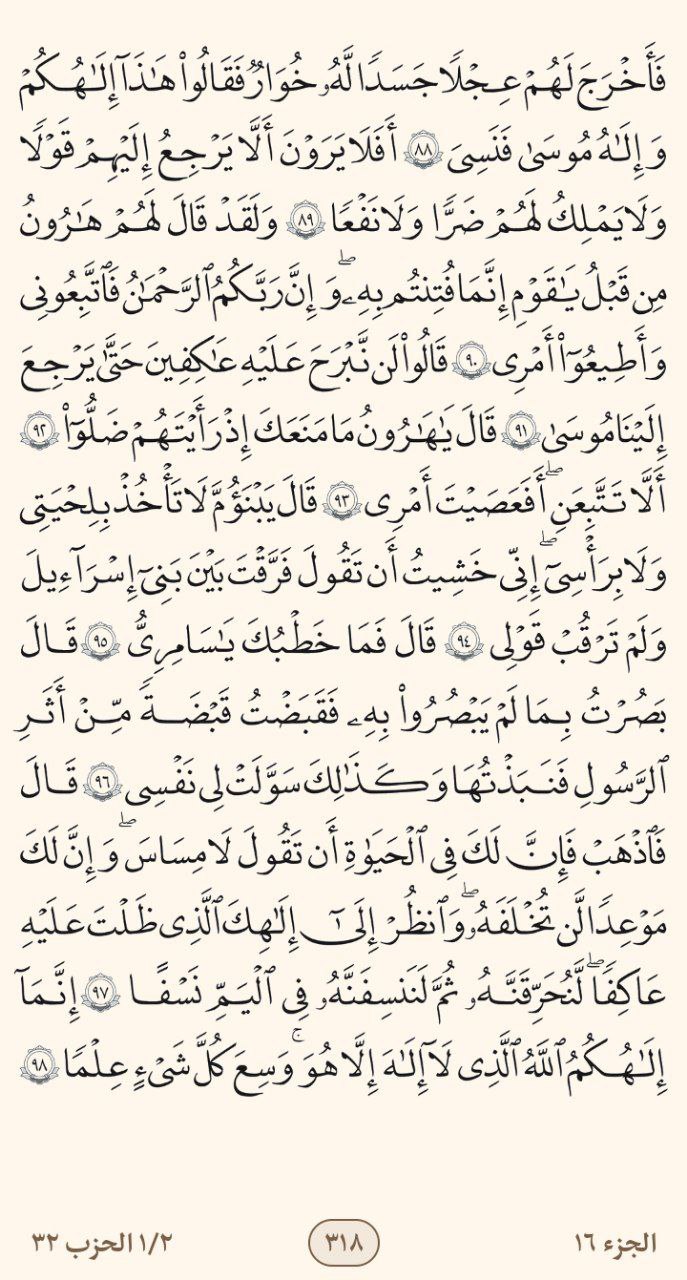 فَأَخۡرَجَ لَهُمۡ عِجۡلٗا جَسَدٗا لَّهُۥ خُوَارٞ فَقَالُواْ هَٰذَآ إِلَٰهُكُمۡ
وَإِلَٰهُ مُوسَىٰ فَنَسِيَ ٨٨ أَفَلَا يَرَوۡنَ أَلَّا يَرۡجِعُ إِلَيۡهِمۡ قَوۡلٗا
وَلَا يَمۡلِكُ لَهُمۡ ضَرّٗا وَلَا نَفۡعٗا ٨٩ وَلَقَدۡ قَالَ لَهُمۡ هَٰرُونُ
مِن قَبۡلُ يَٰقَوۡمِ إِنَّمَا فُتِنتُم بِهِۦۖ وَإِنَّ رَبَّكُمُ ٱلرَّحۡمَٰنُ فَٱتَّبِعُونِي
وَأَطِيعُوٓاْ أَمۡرِي ٩٠ قَالُواْ لَن نَّبۡرَحَ عَلَيۡهِ عَٰكِفِينَ حَتَّىٰ يَرۡجِعَ
إِلَيۡنَا مُوسَىٰ ٩١ قَالَ يَٰهَٰرُونُ مَا مَنَعَكَ إِذۡ رَأَيۡتَهُمۡ ضَلُّوٓاْ ٩٢
أَلَّا تَتَّبِعَنِۖ أَفَعَصَيۡتَ أَمۡرِي ٩٣ قَالَ يَبۡنَؤُمَّ لَا تَأۡخُذۡ بِلِحۡيَتِي
وَلَا بِرَأۡسِيٓۖ إِنِّي خَشِيتُ أَن تَقُولَ فَرَّقۡتَ بَيۡنَ بَنِيٓ إِسۡرَآءِيلَ
وَلَمۡ تَرۡقُبۡ قَوۡلِي ٩٤ قَالَ فَمَا خَطۡبُكَ يَٰسَٰمِرِيُّ ٩٥ قَالَ
بَصُرۡتُ بِمَا لَمۡ يَبۡصُرُواْ بِهِۦ فَقَبَضۡتُ قَبۡضَةٗ مِّنۡ أَثَرِ
ٱلرَّسُولِ فَنَبَذۡتُهَا وَكَذَٰلِكَ سَوَّلَتۡ لِي نَفۡسِي ٩٦ قَالَ
فَٱذۡهَبۡ فَإِنَّ لَكَ فِي ٱلۡحَيَوٰةِ أَن تَقُولَ لَا مِسَاسَۖ وَإِنَّ لَكَ
مَوۡعِدٗا لَّن تُخۡلَفَهُۥۖ وَٱنظُرۡ إِلَىٰٓ إِلَٰهِكَ ٱلَّذِي ظَلۡتَ عَلَيۡهِ
عَاكِفٗاۖ لَّنُحَرِّقَنَّهُۥ ثُمَّ لَنَنسِفَنَّهُۥ فِي ٱلۡيَمِّ نَسۡفًا ٩٧ إِنَّمَآ
إِلَٰهُكُمُ ٱللَّهُ ٱلَّذِي لَآ إِلَٰهَ إِلَّا هُوَۚ وَسِعَ كُلَّ شَيۡءٍ عِلۡمٗا ٩٨
الجزء ١٦ ٣١٨ ١/٢ الحزب ٣٢